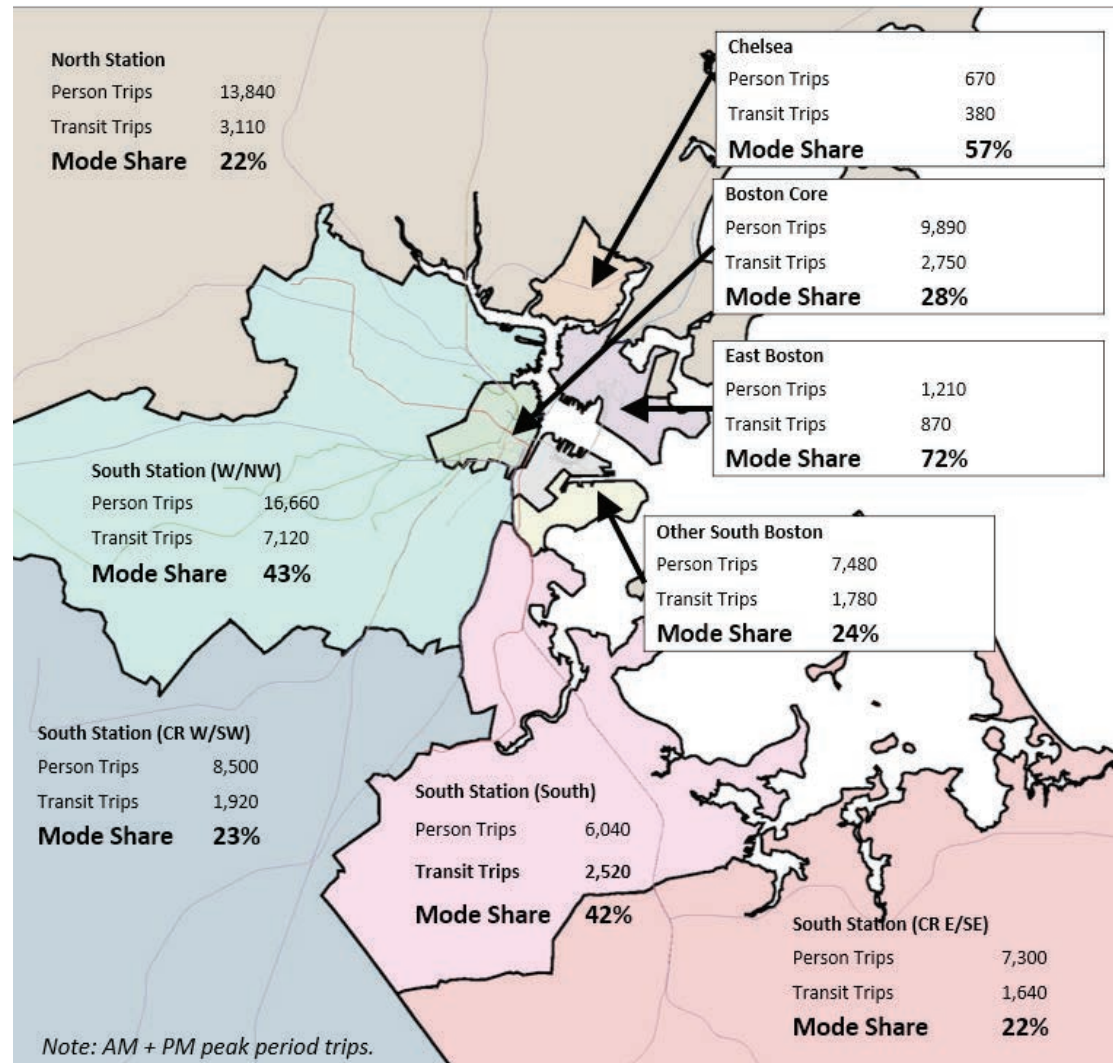 North Station
Person Trips 13,840
Transit Trips 3,110
Mode Share 22%
Chelsea
Person Trips 670
Transit Trips 380
Mode Share 57%
Boston Core
Person Trips 9,890
Transit Trips 2,750
Mode Share 28%
East Boston
Person Trips 1,210
Transit Trips 870
Mode Share 72%
South Station (W/NW)
Person Trips 16,660
Transit Trips 7,120
Mode Share 43%
Other South Boston
Person Trips 7,480
Transit Trips 1,780
Mode Share 24%
South Station (CR W/SW)
Person Trips 8,500
Transit Trips 1,920
Mode Share 23%
South Station (South)
Person Trips 6,040
Transit Trips 2,520
Mode Share 42%
South Station (CR E/SE)
Person Trips 7,300
Transit Trips 1,640
Mode Share 22%
Note: AM + PM peak period trips.